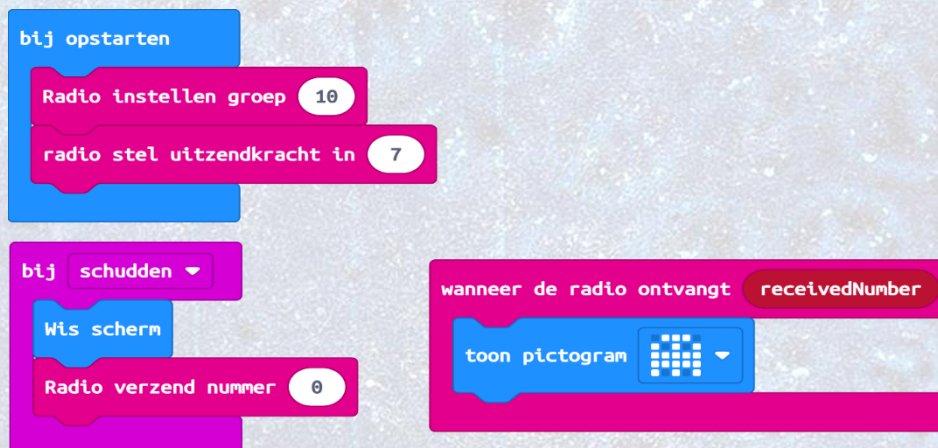 bij opstarten
Radio instellen groep 10
radio stel uitzendkracht in 7
bij schudden
Wis scherm
Radio verzend nummer 0
wanneer de radio ontvangt receivedNumber
toon pictogram